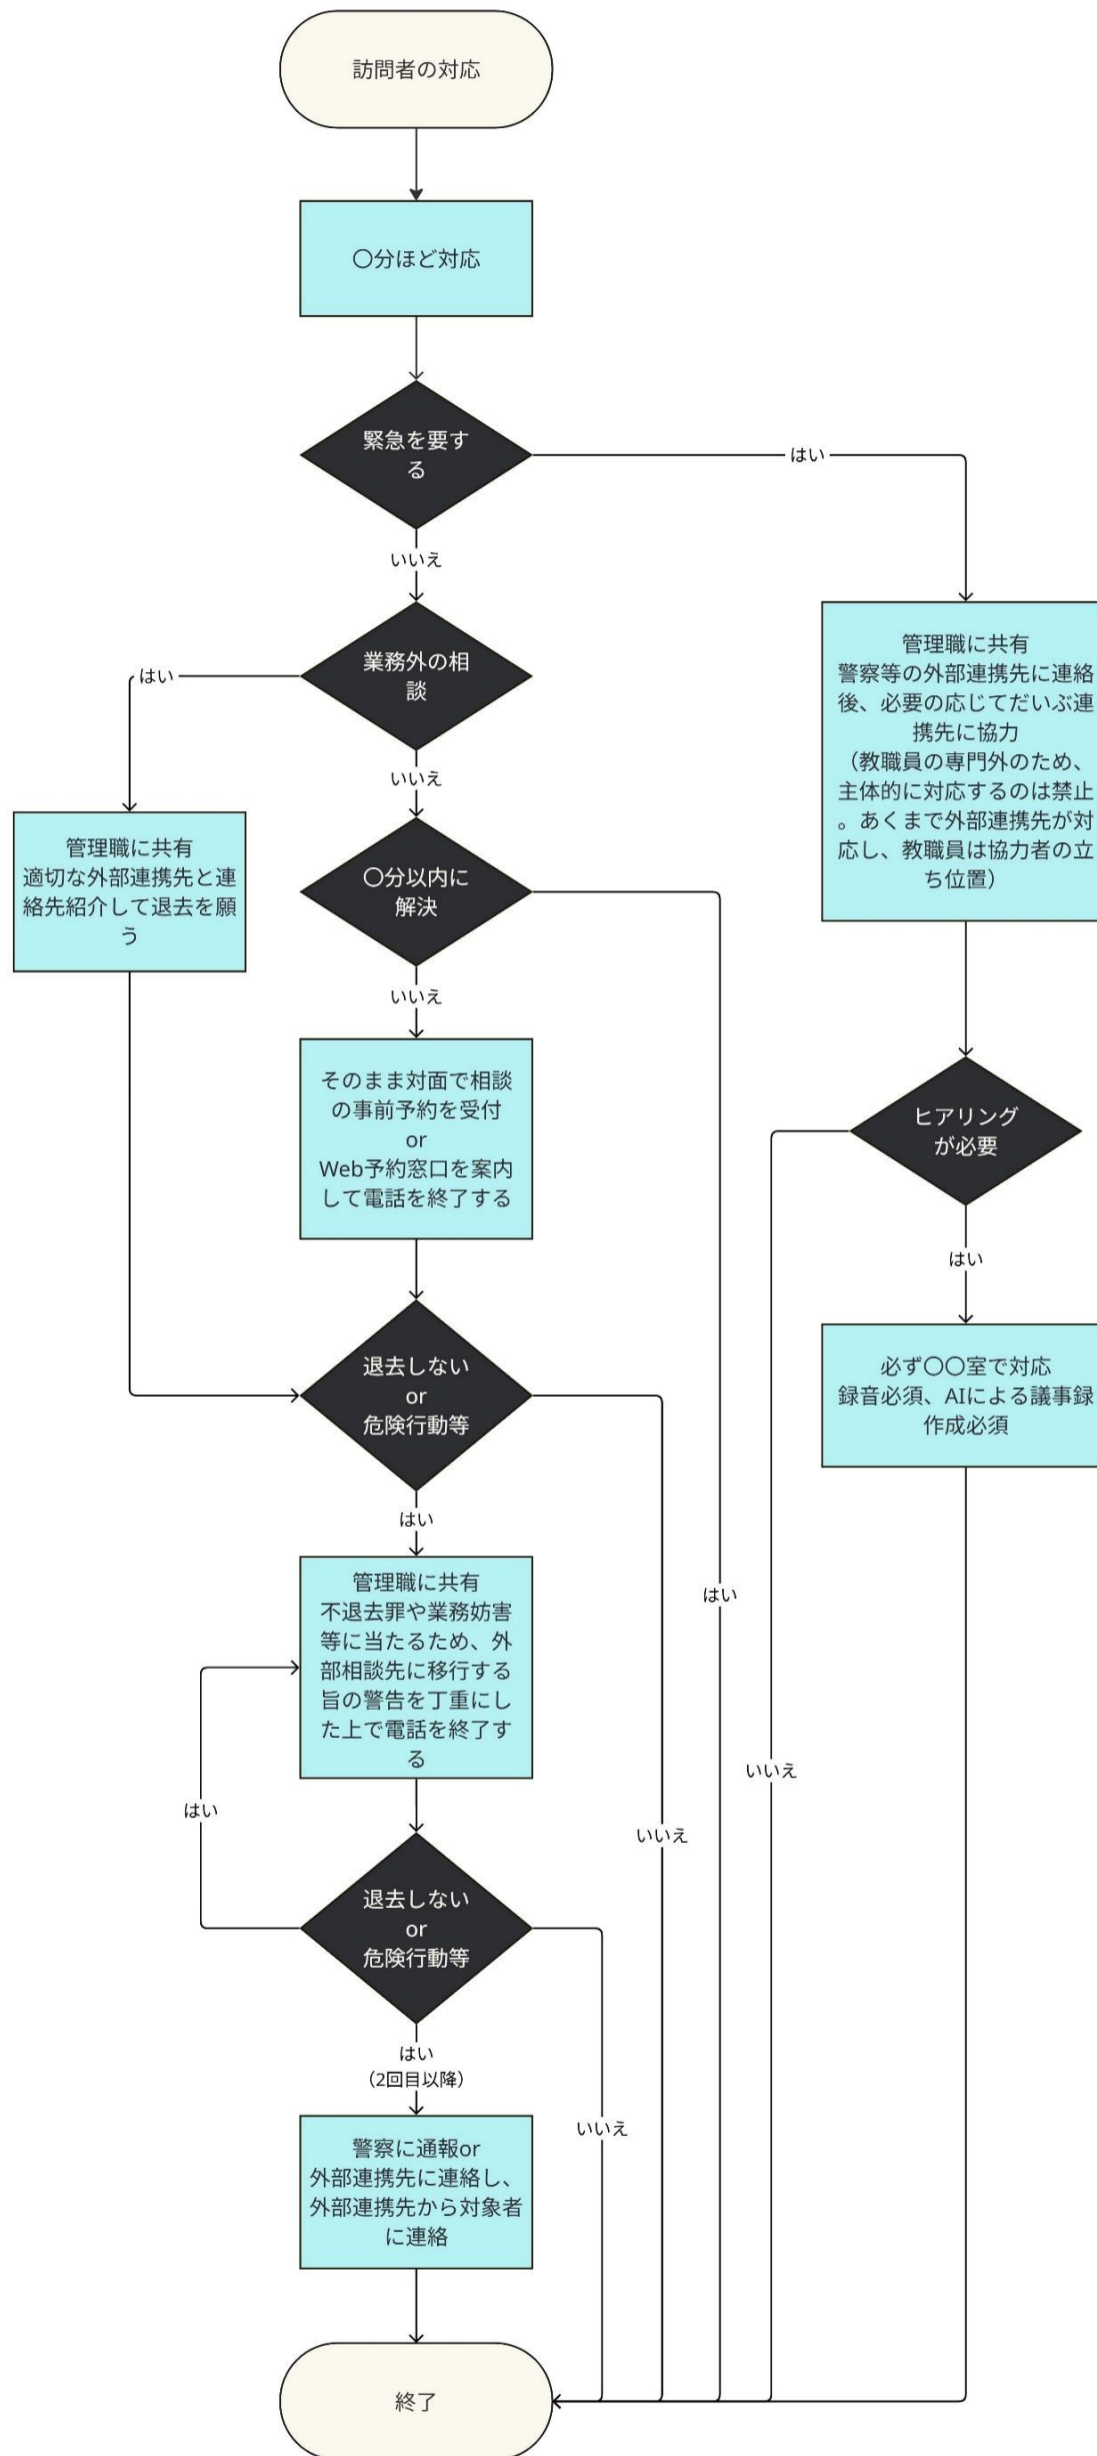 訪問者の対応
〇分ほど対応
緊急を要す
る
はい
いいえ
業務外の相
談
はい
いいえ
管理職に共有
適切な外部連携先と連
絡先紹介して退去を願
う
〇分以内に
解決
はい
いいえ
そのまま対面で相談
の事前予約を受付
or
Web予約窓口を案内
して電話を終了する
退去しない
or
危険行動等
いいえ
はい
管理職に共有
不退去罪や業務妨害
等に当たるため、外
部相談先に移行する
旨の警告を丁重にし
た上で電話を終了す
る
はい
退去しない
or
危険行動等
いいえ
はい
（2回目以降）
警察に通報or
外部連携先に連絡し、
外部連携先から対象者
に連絡
管理職に共有
警察等の外部連携先に連絡
後、必要の応じてだいぶ連
携先に協力
（教職員の専門外のため、
主体的に対応するのは禁止
。あくまで外部連携先が対
応し、教職員は協力者の立
ち位置）
ヒアリング
が必要
いいえ
はい
必ず〇〇室で対応
録音必須、AIによる議事録
作成必須
終了